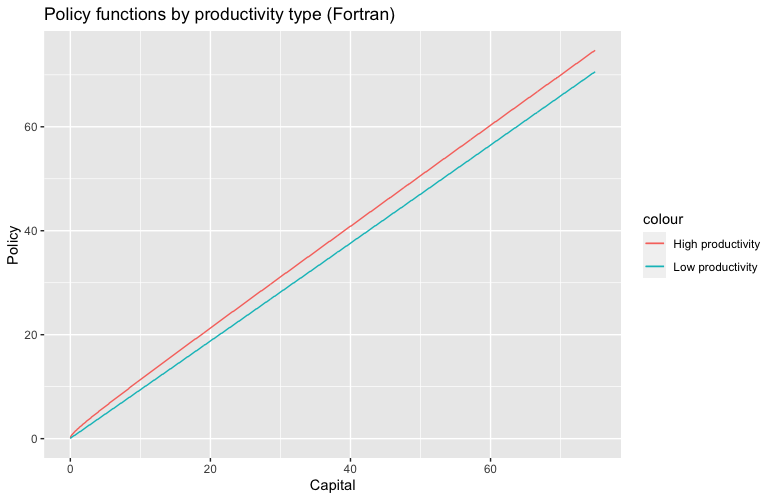 Policy functions by productivity type (Fortran)
Policy
60
40
20
0
0 20 40 60
Capital
colour
High productivity
Low productivity